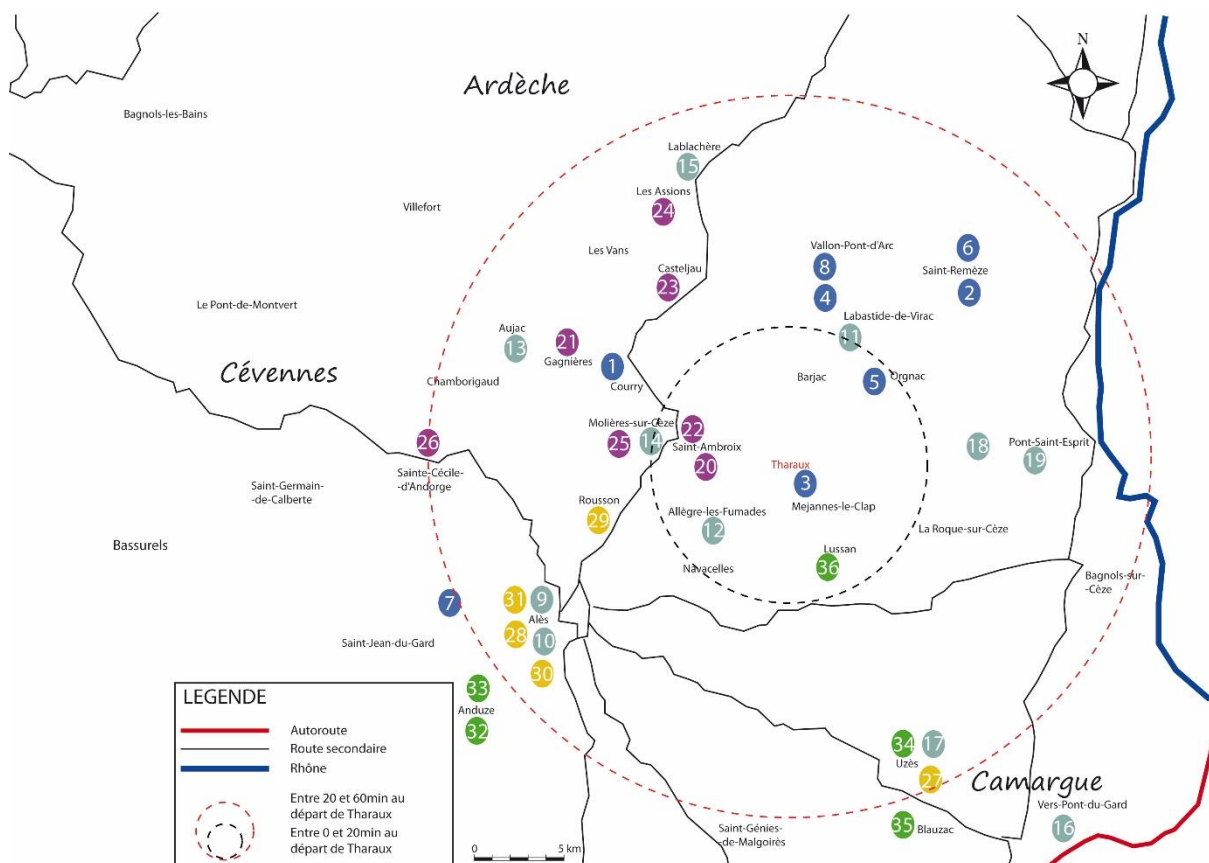 N
Ardèche
Bagnols-les-Bains
Lablachère
15
Les Assions
24
Villefort
Les Vans
Vallon-Pont-d'Arc
8
6
Saint-Remèze
Casteljau
23
4
2
Le Pont-de-Montvert
Labastide-de-Virac
11
Aujac
13
21
Gagnières
1
Courry
Barjac
5
Orgnac
Cévennes
Chamborigaud
Molières-sur-Cèze
26
25
14
22
Saint-Ambroix
20
18
Pont-Saint-Esprit
19
Tharaux
3
Sainte-Cécile-
-d'Andorge
Saint-Germain-
-de-Calberte
Rousson
29
Allègre-les-Fumades
12
Mejannes-le-Clap
La Roque-sur-Cèze
Bassurels
Lussan
36
Navacelles
Bagnols-sur-
-Cèze
7
31
9
Alès
28
10
Saint-Jean-du-Gard
30
33
Anduze
32
34
17
Uzès
27
Camargue
Vers-Pont-du-Gard
16
35
Blauzac
Saint-Génies-
-de-Malgoirès
LEGENDE
Autoroute
Route secondaire
Rhône
Entre 20 et 60min au
départ de Tharaux
Entre 0 et 20min au
départ de Tharaux
0
5 km